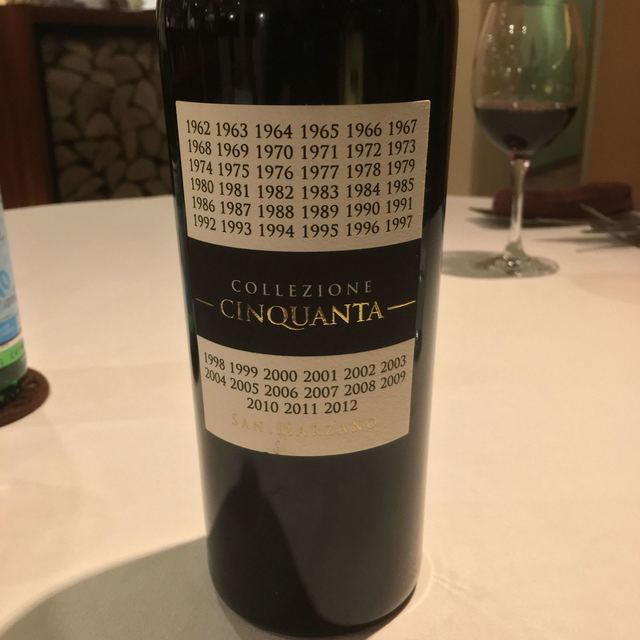 1962 1963 1964 1965 1966 1967
1968 1969 1970 1971 1972 1973
1974 1975 1976 1977 1978 1979
1980 1981 1982 1983 1984 1985
1986 1987 1988 1989 1990 1991
1992 1993 1994 1995 1996 1997
COLLEZIONE
CINQUANTA
1998 1999 2000 2001 2002 2003
2004 2005 2006 2007 2008 2009
2010 2011 2012
SAN MARZANO